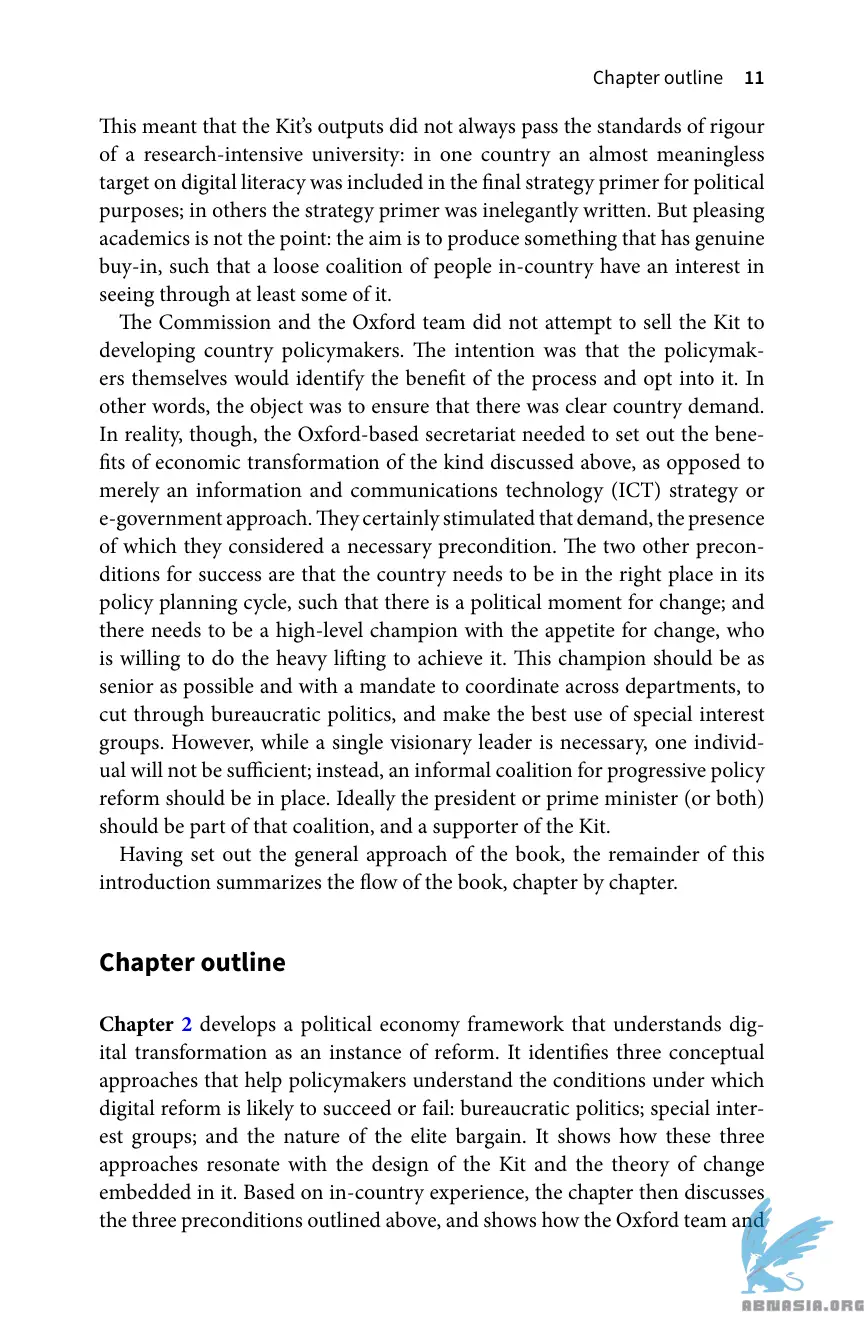 Chapter outline 11
This meant that the Kit’s outputs did not always pass the standards of rigour
of a research-intensive university: in one country an almost meaningless
target on digital literacy was included in the final strategy primer for political
purposes; in others the strategy primer was inelegantly written. But pleasing
academics is not the point: the aim is to produce something that has genuine
buy-in, such that a loose coalition of people in-country have an interest in
seeing through at least some of it.
The Commission and the Oxford team did not attempt to sell the Kit to
developing country policymakers. The intention was that the policymak-
ers themselves would identify the benefit of the process and opt into it. In
other words, the object was to ensure that there was clear country demand.
In reality, though, the Oxford-based secretariat needed to set out the bene-
fits of economic transformation of the kind discussed above, as opposed to
merely an information and communications technology (ICT) strategy or
e-government approach. They certainly stimulated that demand, the presence
of which they considered a necessary precondition. The two other precon-
ditions for success are that the country needs to be in the right place in its
policy planning cycle, such that there is a political moment for change; and
there needs to be a high-level champion with the appetite for change, who
is willing to do the heavy lifting to achieve it. This champion should be as
senior as possible and with a mandate to coordinate across departments, to
cut through bureaucratic politics, and make the best use of special interest
groups. However, while a single visionary leader is necessary, one individ-
ual will not be sufficient; instead, an informal coalition for progressive policy
reform should be in place. Ideally the president or prime minister (or both)
should be part of that coalition, and a supporter of the Kit.
Having set out the general approach of the book, the remainder of this
introduction summarizes the flow of the book, chapter by chapter.
Chapter outline
Chapter 2 develops a political economy framework that understands dig-
ital transformation as an instance of reform. It identifies three conceptual
approaches that help policymakers understand the conditions under which
digital reform is likely to succeed or fail: bureaucratic politics; special inter-
est groups; and the nature of the elite bargain. It shows how these three
approaches resonate with the design of the Kit and the theory of change
embedded in it. Based on in-country experience, the chapter then discusses
the three preconditions outlined above, and shows how the Oxford team and
ABNASIA.ORG